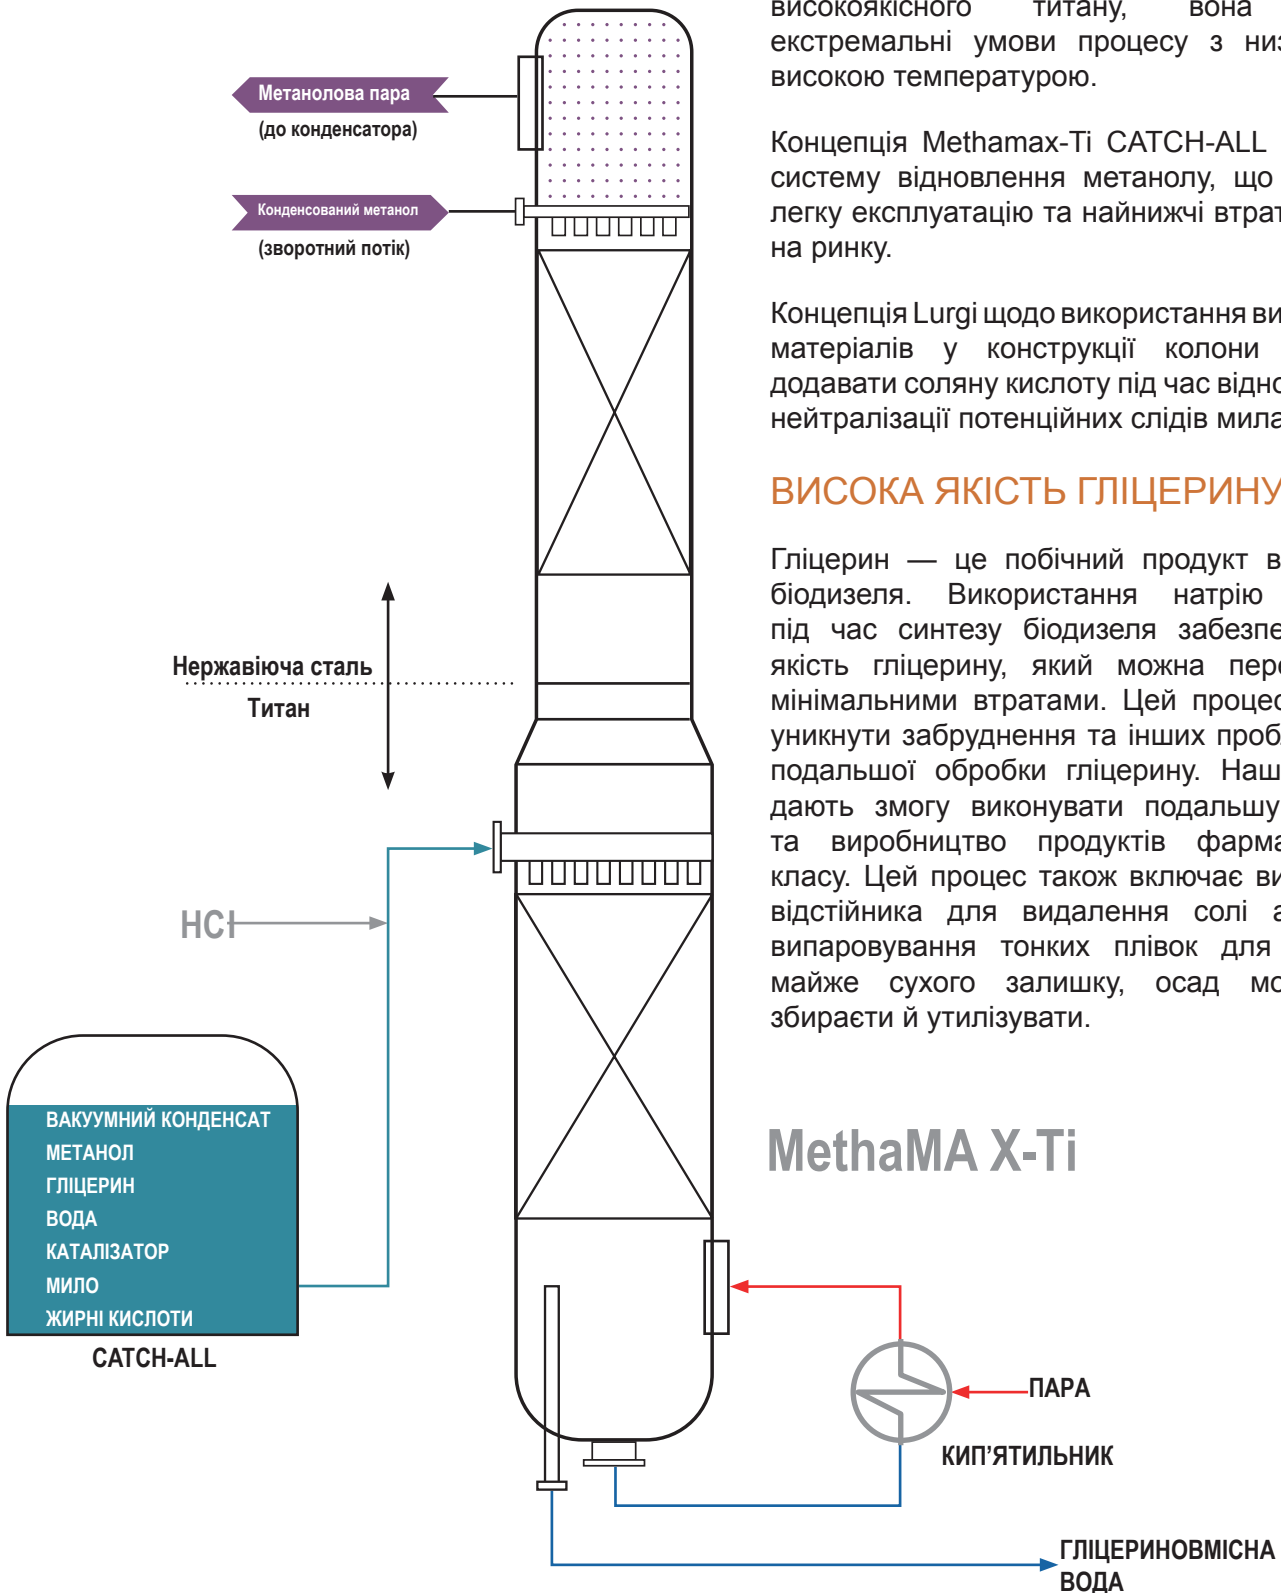 високоякісного титану, вона
екстремальні умови процесу з низ
високою температурою.
Концепція Methamax-Ti CATCH-ALL
систему відновлення метанолу, що
легку експлуатацію та найнижчі втрат
на ринку.
Концепція Lurgi щодо використання ви
матеріалів у конструкції колони
додавати соляну кислоту під час відно
нейтралізації потенційних слідів мила
ВИСОКА ЯКІСТЬ ГЛІЦЕРИНУ
Гліцерин — це побічний продукт в
біодизеля. Використання натрію
під час синтезу біодизеля забезпе
якість гліцерину, який можна пере
мінімальними втратами. Цей процес
уникнути забруднення та інших проб
подальшої обробки гліцерину. Наш
дають змогу виконувати подальшу
та виробництво продуктів фарма
класу. Цей процес також включає ви
відстійника для видалення солі а
випаровування тонких плівок для
майже сухого залишку, осад мо
збираєти й утилізувати.
Метанолова пара
(до конденсатора)
Конденсований метанол
(зворотний потік)
Нержавіюча сталь
Титан
HCl
ВАКУУМНИЙ КОНДЕНСАТ
МЕТАНОЛ
ГЛІЦЕРИН
ВОДА
КАТАЛІЗАТОР
МИЛО
ЖИРНІ КИСЛОТИ
CATCH-ALL
MethaMA X-Ti
ПАРА
КИП’ЯТИЛЬНИК
ГЛІЦЕРИНОВМІСНА
ВОДА